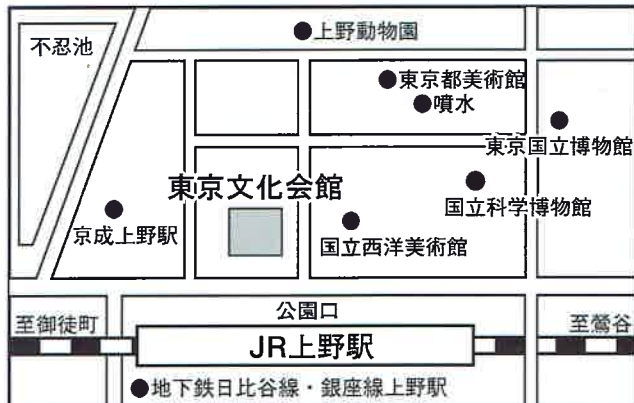 不忍池
上野動物園
東京都美術館
噴水
東京国立博物館
東京文化会館
国立科学博物館
京成上野駅
国立西洋美術館
公園口
至御徒町
至鶯谷
JR上野駅
地下鉄日比谷線・銀座線上野駅